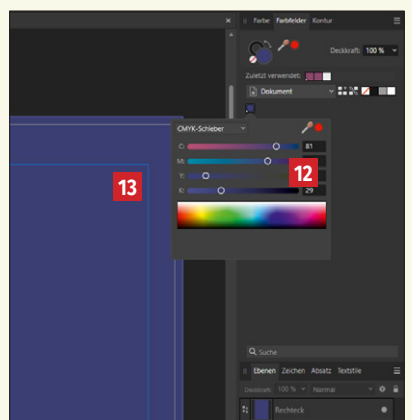 Farbe Farbfelder Kontur
Deckkraft: 100 %
Zuletzt verwendet:
Dokument
CMYK-Schieber
C: 81
M:
Y:
K: 29
12
13
Suche
Ebenen Zeichen Absatz Textstile
Deckkraft: 100 % Normal
Rechteck